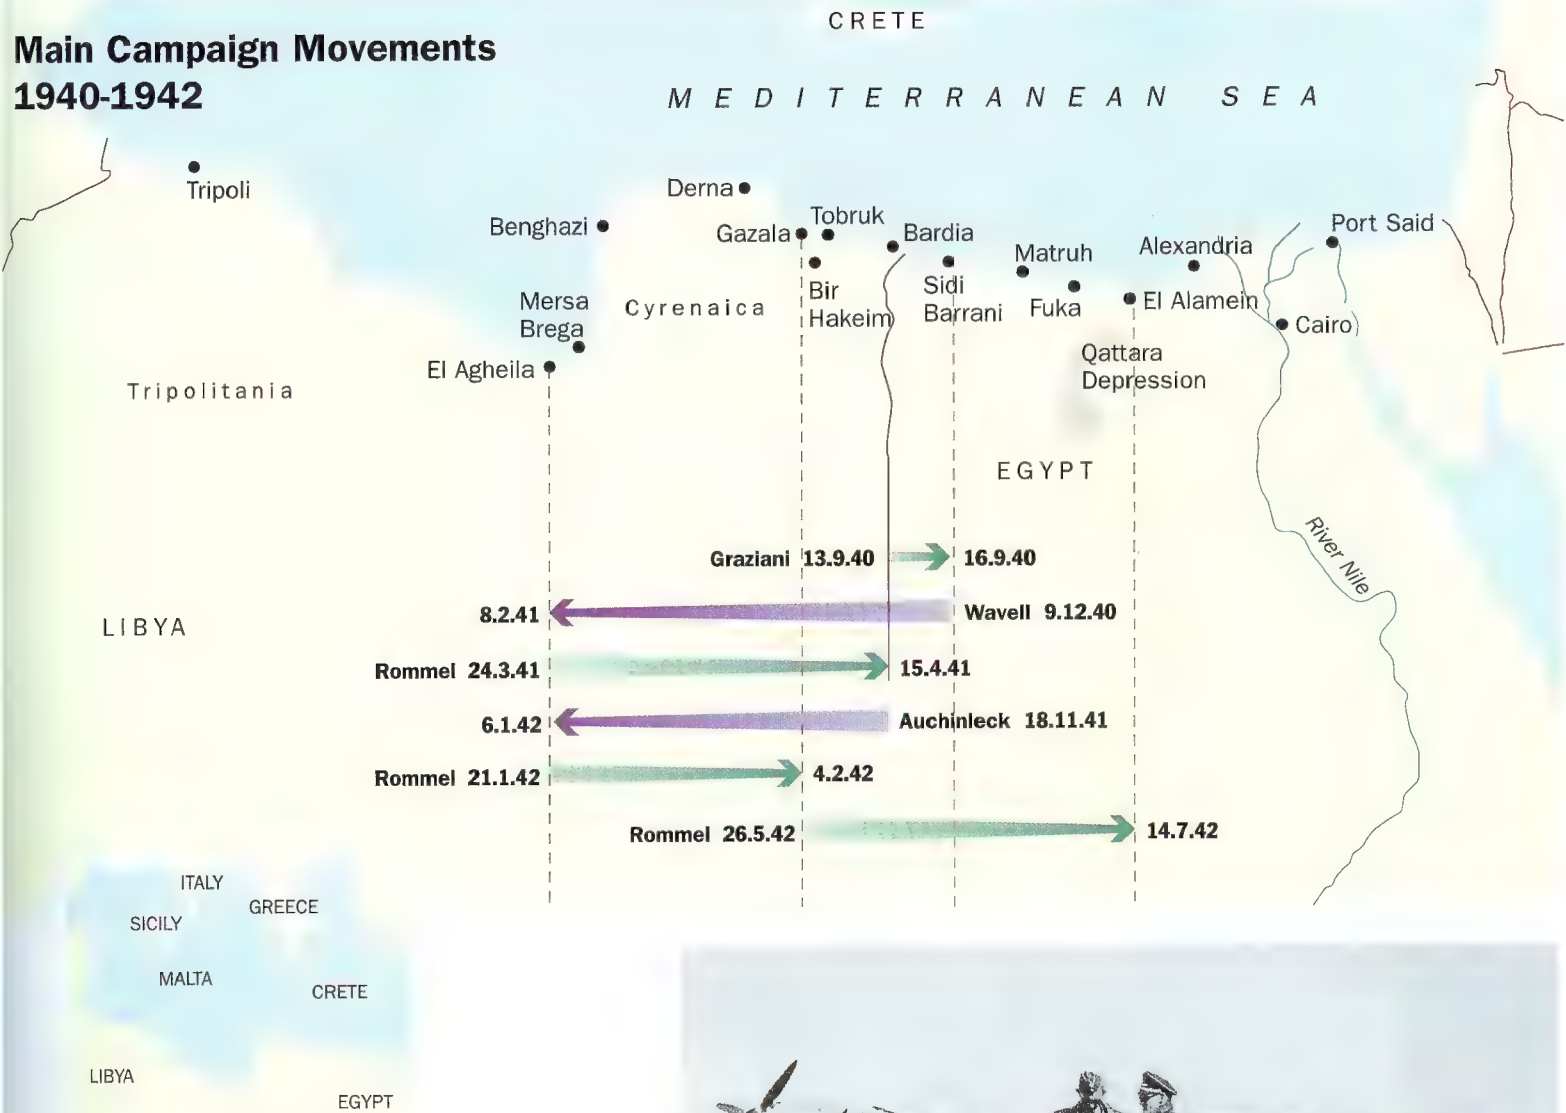 Main Campaign Movements
1940-1942
CRETE
MEDITERRANEAN SEA
Tripoli
Derna
Benghazi
Gazala
Tobruk
Bardia
Port Said
Matruh
Alexandria
Bir
Hakeim
Sidi
Barrani
Fuka
El Alamein
Cairo
Mersa
Brega
Cyrenaica
El Agheila
Qattara
Depression
Tripolitania
EGYPT
River Nile
LIBYA
Graziani 13.9.40 16.9.40
8.2.41 Wavell 9.12.40
Rommel 24.3.41 15.4.41
6.1.42 Auchinleck 18.11.41
Rommel 21.1.42 4.2.42
Rommel 26.5.42 14.7.42
ITALY
GREECE
SICILY
MALTA
CRETE
LIBYA
EGYPT